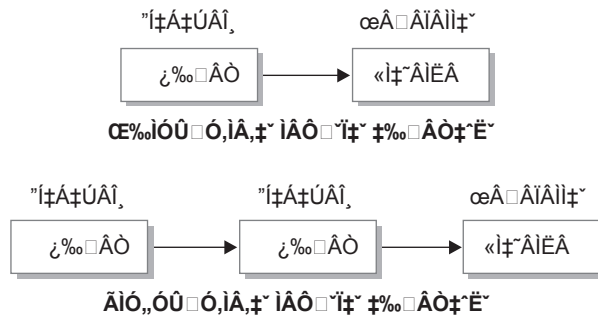 ”Í‡Á‡ÚÂÎ¸ œÂ□ÂÏÂÌÌ‡ˇ
¿‰□ÂÒ «Ì‡˜ÂÌËÂ
Œ‰ÌÓÛ□Ó‚ÌÂ‚‡ˇ ÌÂÔ□ˇÏ‡ˇ ‡‰□ÂÒ‡ˆËˇ
”Í‡Á‡ÚÂÎ¸ ”Í‡Á‡ÚÂÎ¸ œÂ□ÂÏÂÌÌ‡ˇ
¿‰□ÂÒ ¿‰□ÂÒ «Ì‡˜ÂÌËÂ
ÃÌÓ„ÓÛ□Ó‚ÌÂ‚‡ˇ ÌÂÔ□ˇÏ‡ˇ ‡‰□ÂÒ‡ˆËˇ